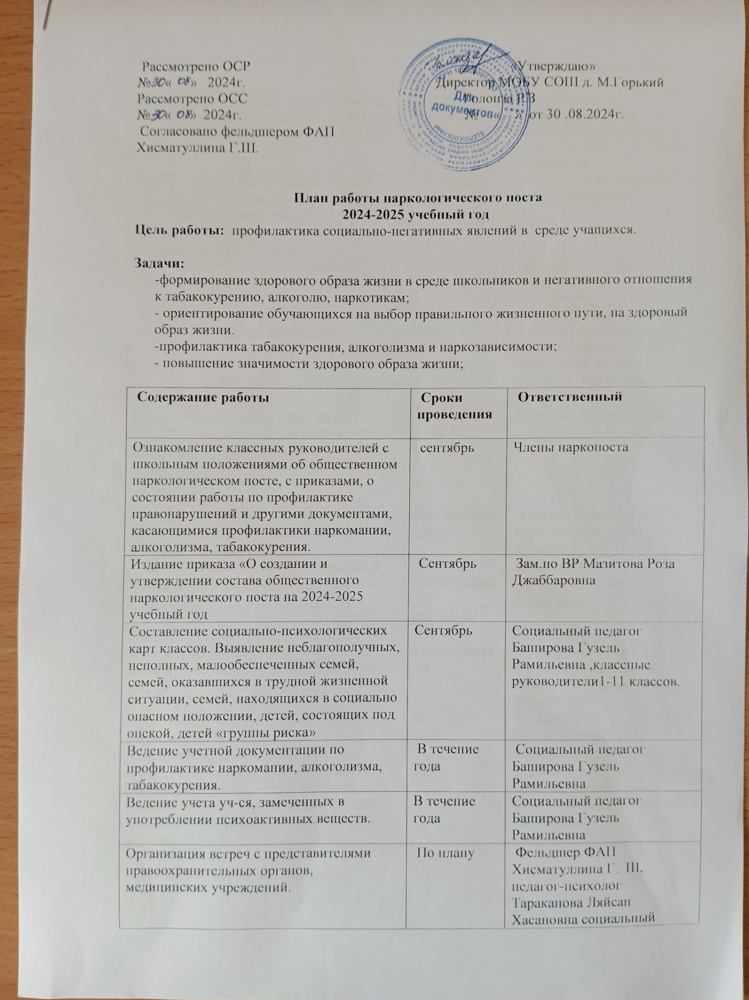 Рассмотрено ОСР
«Утверждаю»
№30« 08» 2024г.
Директор МОБУ СОШ д. М.Горький
Рассмотрено ОСС
№30« 08» 2024г.
№ « » от 30 .08.2024г.
Согласовано фельдшером ФАП
Хисматуллина Г.Ш.
Для
документов
ИНН 0203002275
План работы наркологического поста
2024-2025 учебный год
Цель работы: профилактика социально-негативных явлений в среде учащихся.
Задачи:
-формирование здорового образа жизни в среде школьников и негативного отношения
к табакокурению, алкоголю, наркотикам;
- ориентирование обучающихся на выбор правильного жизненного пути, на здоровый
образ жизни.
-профилактика табакокурения, алкоголизма и наркозависимости;
- повышение значимости здорового образа жизни;
Содержание работы
Сроки
проведения
Ответственный
Ознакомление классных руководителей с
школьным положениями об общественном
наркологическом посте, с приказами, о
состоянии работы по профилактике
правонарушений и другими документами,
касающимися профилактики наркомании,
алкоголизма, табакокурения.
сентябрь
Члены наркопоста
Издание приказа «О создании и
утверждении состава общественного
наркологического поста на 2024-2025
учебный год
Сентябрь
Зам.по ВР Мазитова Роза
Джаббаровна
Составление социально-психологических
карт классов. Выявление неблагополучных,
неполных, малообеспеченных семей,
семей, оказавшихся в трудной жизненной
ситуации, семей, находящихся в социально
опасном положении, детей, состоящих под
опекой, детей «группы риска»
Сентябрь
Социальный педагог
Баширова Гузель
Рамильевна ,классные
руководители1-11 классов.
Ведение учетной документации по
профилактике наркомании, алкоголизма,
табакокурения.
В течение
года
Социальный педагог
Баширова Гузель
Рамильевна
Ведение учета уч-ся, замеченных в
употреблении психоактивных веществ.
В течение
года
Социальный педагог
Баширова Гузель
Рамильевна
Организация встреч с представителями
правоохранительных органов,
медицинских учреждений.
По плану
Фельдшер ФАП
Хисматуллина Г. Ш,
педагог-психолог
Тараканова Ляйсан
Хасановна социальный